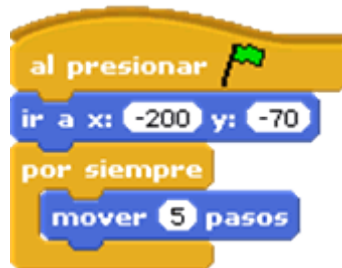 al presionar
ir a x: -200 y: -70
por siempre
mover 5 pasos